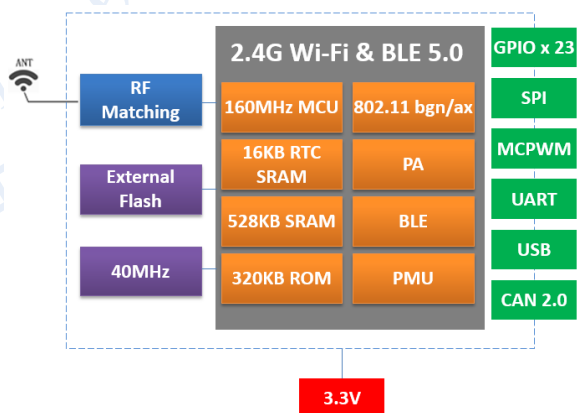 2.4G Wi-Fi & BLE 5.0
ANT
RF
Matching
External
Flash
40MHz
160MHz MCU
802.11 bgn/ax
16KB RTC
SRAM
PA
528KB SRAM
BLE
320KB ROM
PMU
GPIO x 23
SPI
MCPWM
UART
USB
CAN 2.0
3.3V